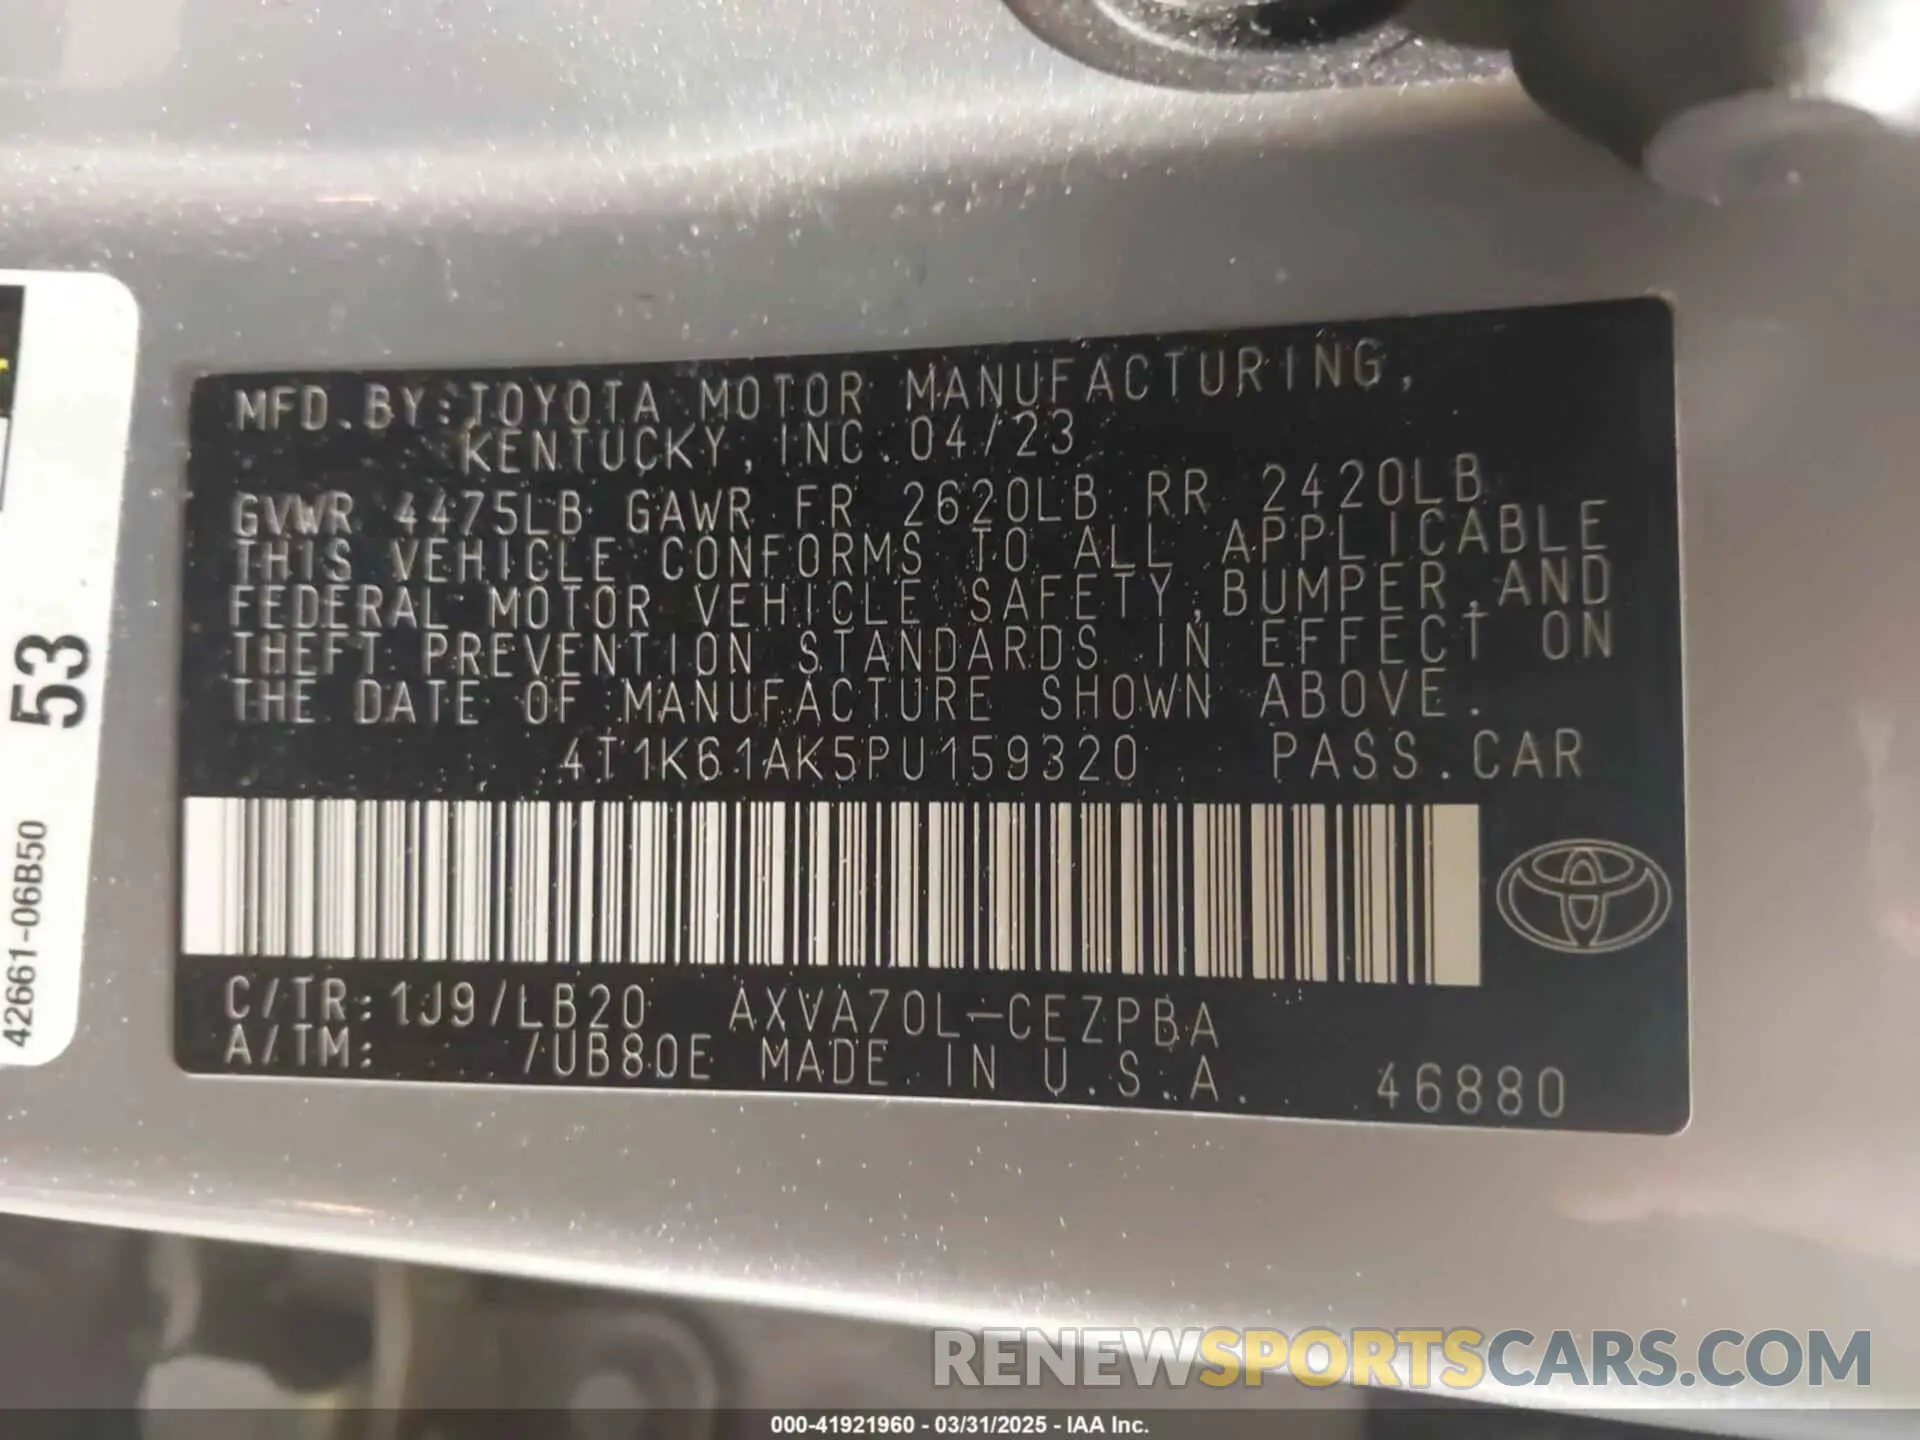 MFD. BY: TOYOTA MOTOR MANUFACTURING,
KENTUCKY, INC. 04/23
GVWR 4475LB GAWR FR 2620LB RR 2420LB
THIS VEHICLE CONFORMS TO ALL APPLICABLE
FEDERAL MOTOR VEHICLE SAFETY, BUMPER, AND
THEFT PREVENTION STANDARDS IN EFFECT ON
THE DATE OF MANUFACTURE SHOWN ABOVE.
4T1K61AK5PU159320 PASS. CAR
C/TR: 1J9/LB20 AXVA70L-CEZPBA
A/TM: /UB80E MADE IN U.S.A. 46880
53
42661-06B50
RENEWSPORTSCARS.COM
000-41921960 - 03/31/2025 - IAA Inc.